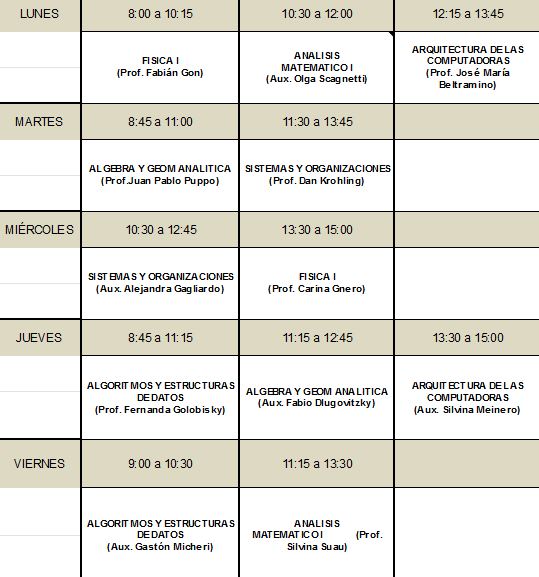 LUNES 8:00 a 10:15 10:30 a 12:00 12:15 a 13:45
FISICA I
(Prof. Fabián Gon)
ANALISIS
MATEMATICO I
(Aux. Olga Scagnetti)
ARQUITECTURA DE LAS
COMPUTADORAS
(Prof. José María
Beltramino)
MARTES 8:45 a 11:00 11:30 a 13:45
ALGEBRA Y GEOM ANALITICA
(Prof.Juan Pablo Puppo)
SISTEMAS Y ORGANIZACIONES
(Prof. Dan Krohling)
MIÉRCOLES 10:30 a 12:45 13:30 a 15:00
SISTEMAS Y ORGANIZACIONES
(Aux. Alejandra Gagliardo)
FISICA I
(Prof. Carina Gnero)
JUEVES 8:45 a 11:15 11:15 a 12:45 13:30 a 15:00
ALGORITMOS Y ESTRUCTURAS
DE DATOS
(Prof. Fernanda Golobisky)
ALGEBRA Y GEOM ANALITICA
(Aux. Fabio Dlugovitzky)
ARQUITECTURA DE LAS
COMPUTADORAS
(Aux. Silvina Meinero)
VIERNES 9:00 a 10:30 11:15 a 13:30
ALGORITMOS Y ESTRUCTURAS
DE DATOS
(Aux. Gastón Micheri)
ANALISIS
MATEMATICO I (Prof.
Silvina Suau)